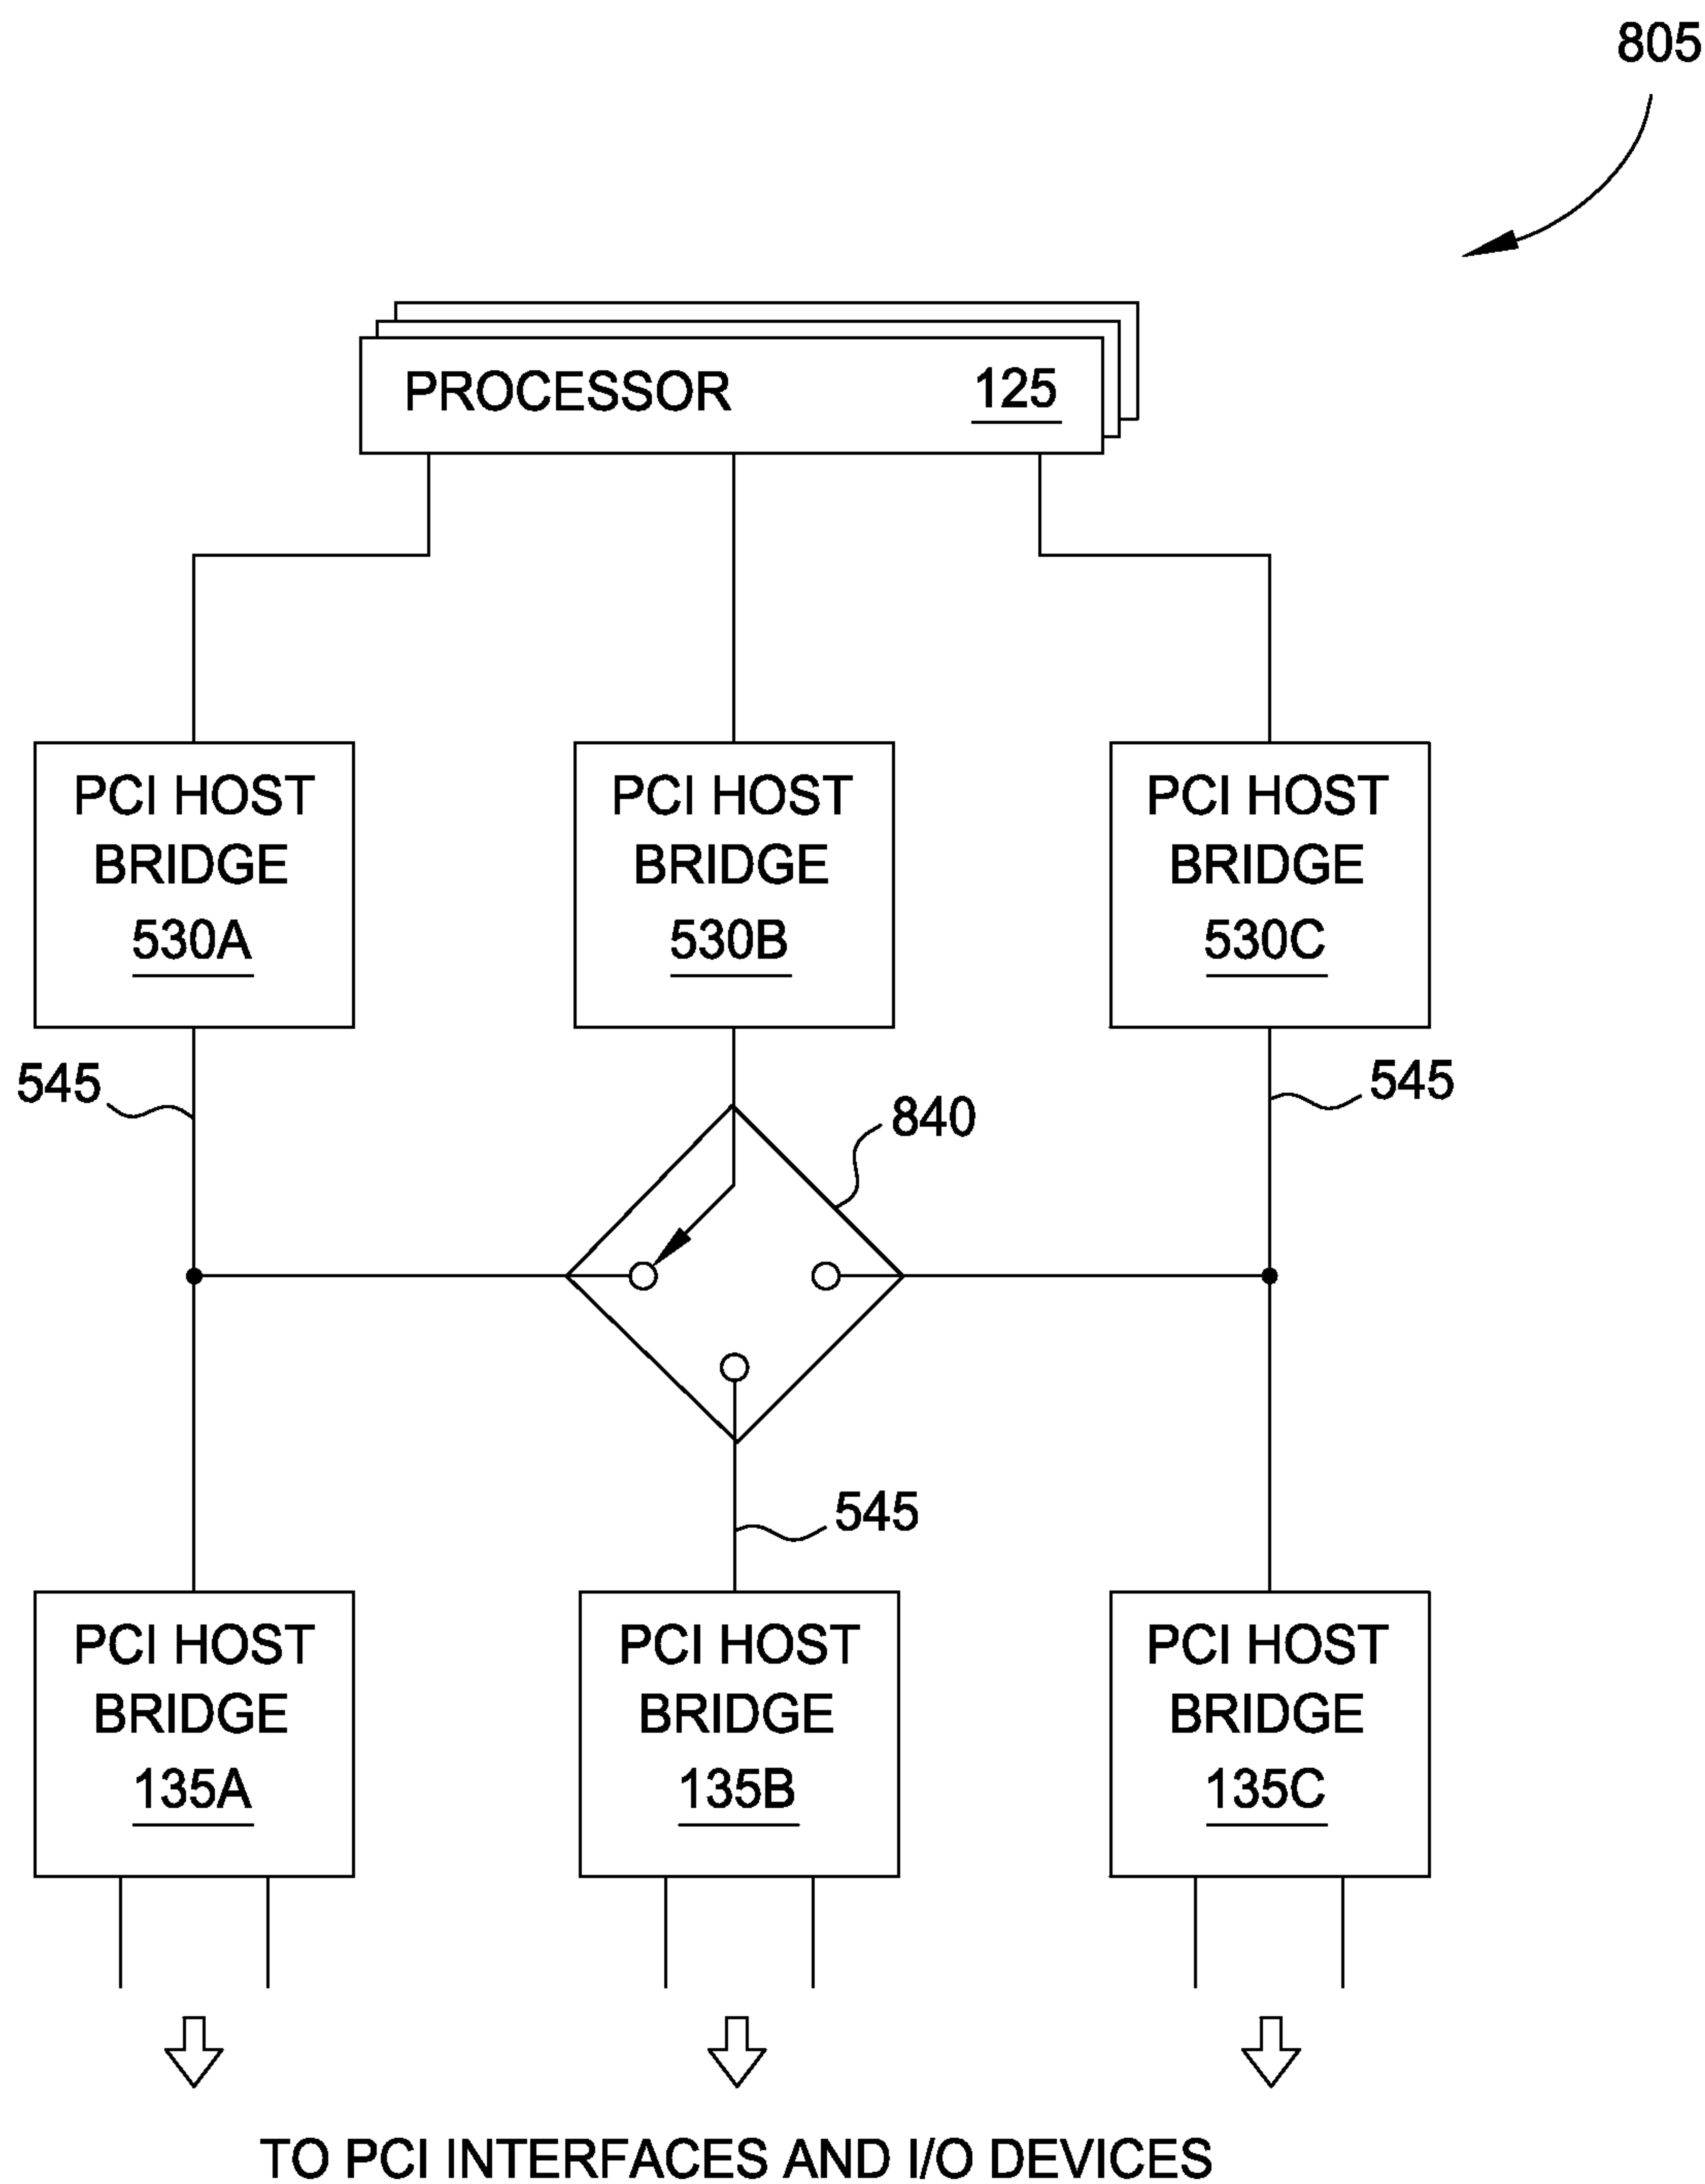 805
PROCESSOR 125
PCI HOST
BRIDGE
530A
PCI HOST
BRIDGE
530B
PCI HOST
BRIDGE
530C
545
545
840
545
PCI HOST
BRIDGE
135A
PCI HOST
BRIDGE
135B
PCI HOST
BRIDGE
135C
TO PCI INTERFACES AND I/O DEVICES